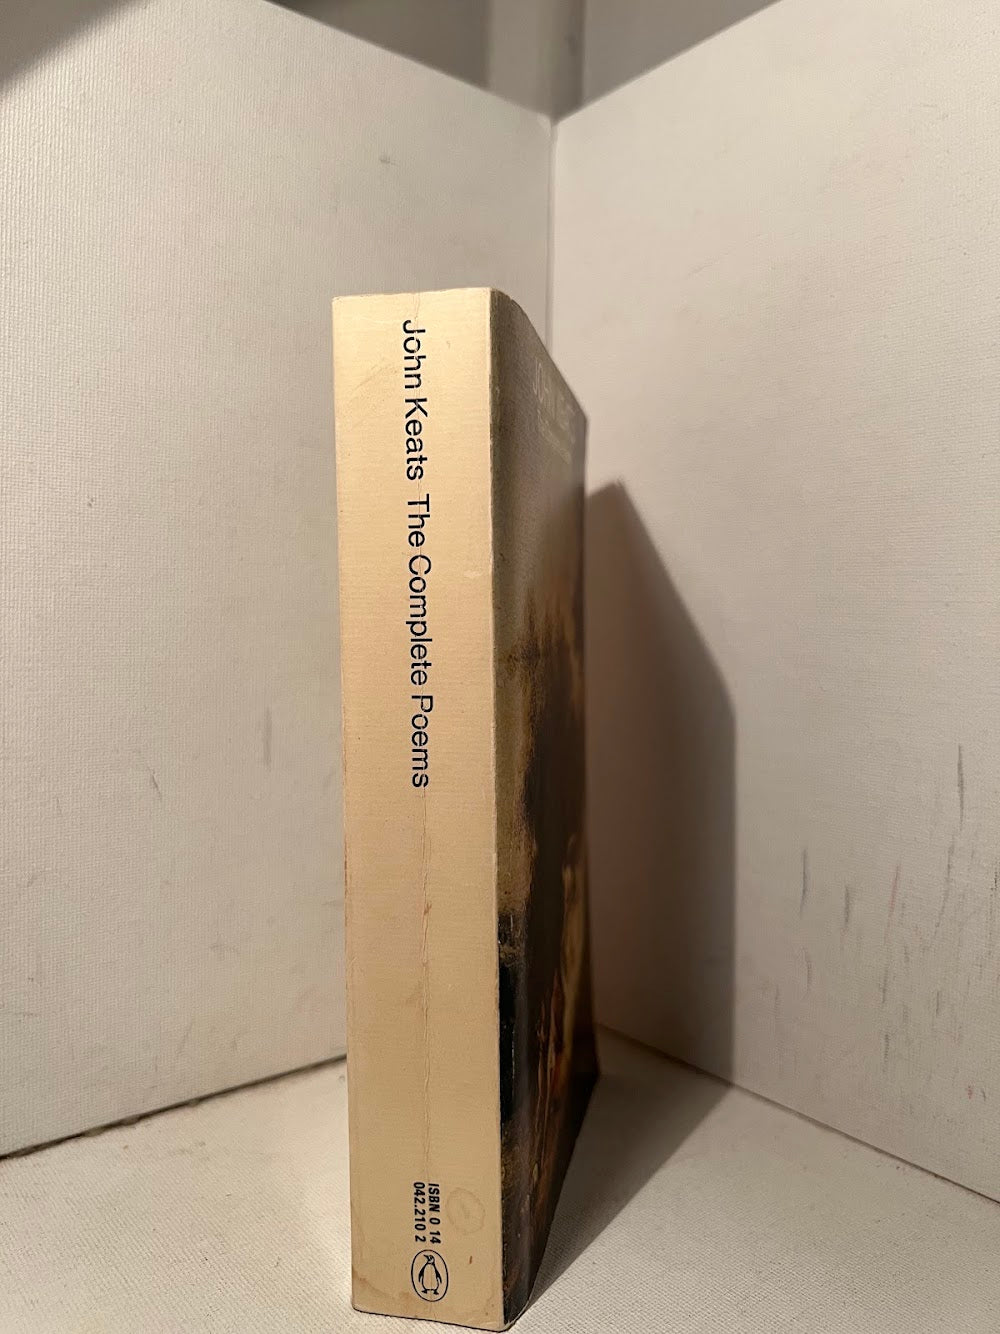 John Keats The Complete Poems
ISBN 0 14
042.210 2